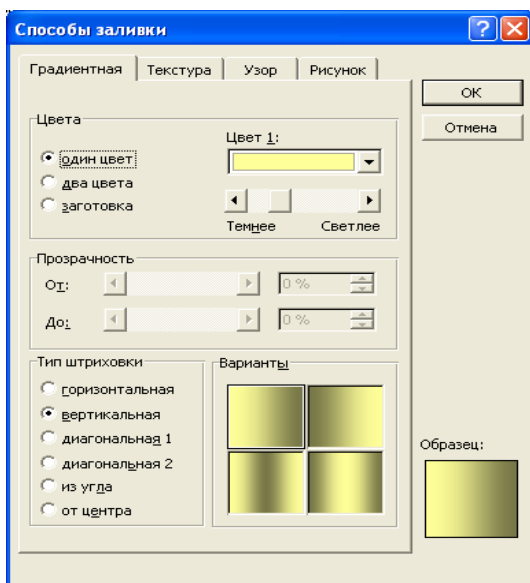 Способы заливки
Градиентная Текстура Узор Рисунок
ОК
Отмена
Цвета
Цвет 1:
один цвет
два цвета
заготовка
Темнее Светлее
Прозрачность
От: 0 %
До: 0 %
Тип штриховки
горизонтальная
вертикальная
диагональная 1
диагональная 2
из угла
от центра
Варианты
Образец: